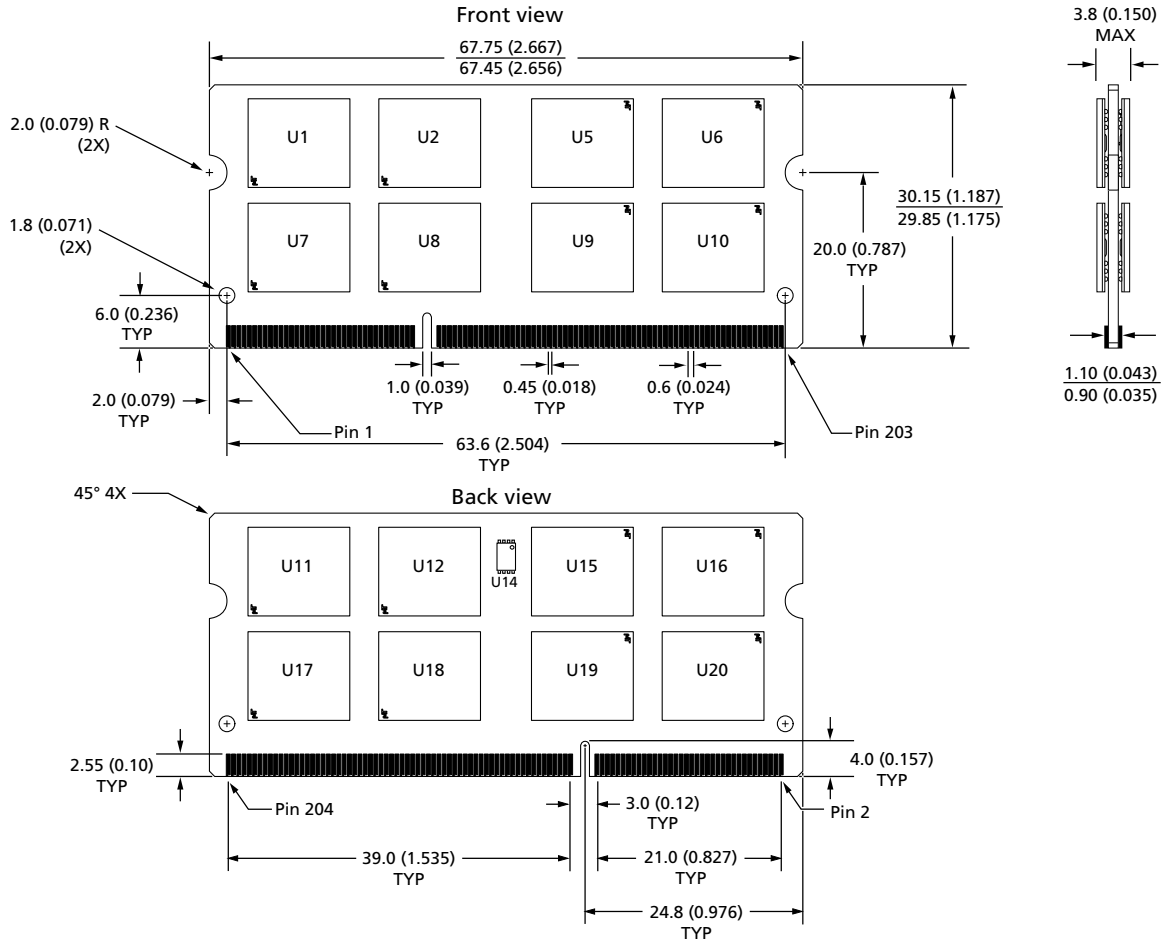 Front view
3.8 (0.150)
MAX
67.75 (2.667)
67.45 (2.656)
2.0 (0.079) R
(2X)
U1
U2
U5
U6
30.15 (1.187)
29.85 (1.175)
1.8 (0.071)
(2X)
U7
U8
U9
U10
20.0 (0.787)
TYP
6.0 (0.236)
TYP
1.0 (0.039)
TYP
0.45 (0.018)
TYP
0.6 (0.024)
TYP
1.10 (0.043)
0.90 (0.035)
2.0 (0.079)
TYP
Pin 1
63.6 (2.504)
TYP
Pin 203
45° 4X
Back view
U11
U12
U14
U15
U16
U17
U18
U19
U20
2.55 (0.10)
TYP
4.0 (0.157)
TYP
Pin 204
3.0 (0.12)
TYP
Pin 2
39.0 (1.535)
TYP
21.0 (0.827)
TYP
24.8 (0.976)
TYP